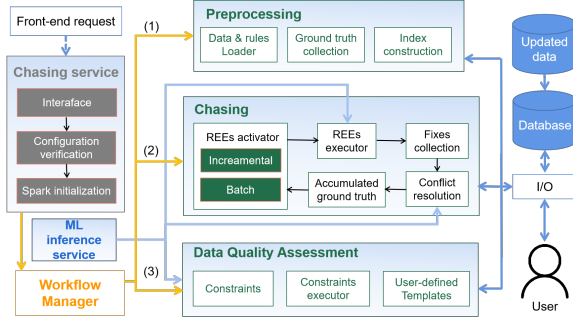 Front-end request
Chasing service
Interaface
Configuration
verification
Spark initialization
ML
inference
service
Workflow
Manager
(1)
(2)
(3)
Preprocessing
Data & rules
Loader
Ground truth
collection
Index
construction
Chasing
REEs activator
Increamental
Batch
REEs
executor
Fixes
collection
Accumulated
ground truth
Conflict
resolution
Data Quality Assessment
Constraints
Constraints
executor
User-defined
Templates
Updated
data
Database
I/O
User